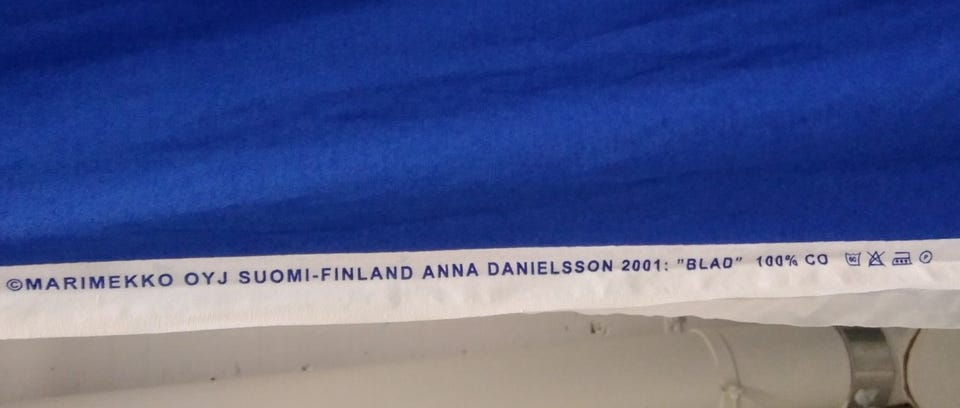 ©MARIMEKKO OYJ SUOMI-FINLAND ANNA DANIELSSON 2001: "BLAD" 100% CO